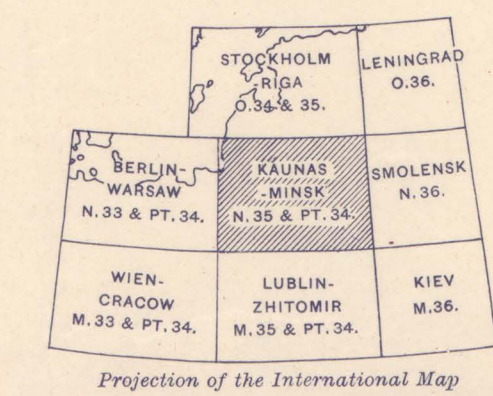 STOCKHOLM
-RIGA
O.34 & 35.
LENINGRAD
O.36.
BERLIN-
WARSAW
N.33 & PT. 34.
KAUNAS
-MINSK
N.35 & PT. 34.
SMOLENSK
N.36.
WIEN-
CRACOW
M.33 & PT. 34.
LUBLIN-
ZHITOMIR
M.35 & PT. 34.
KIEV
M.36.
Projection of the International Map